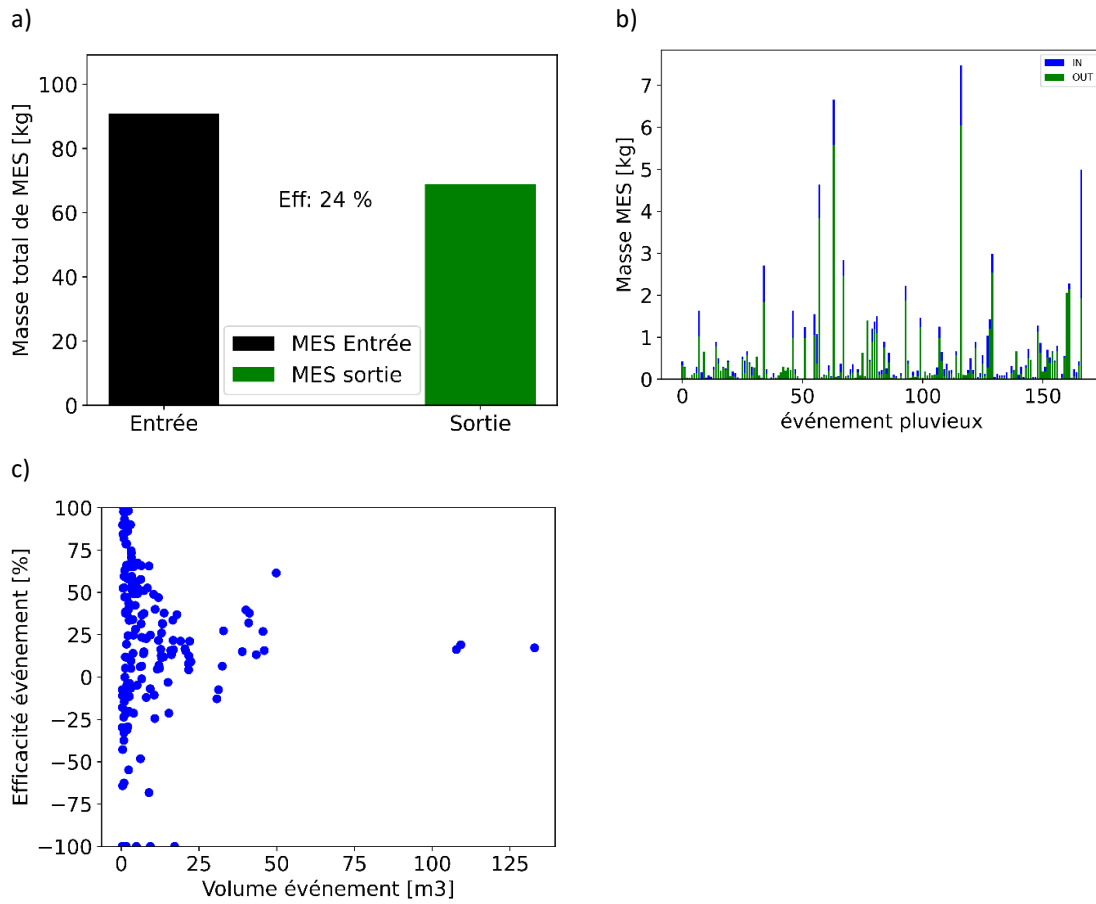 a)
Masse total de MES [kg]
100
80
60
40
20
0
Eff: 24 %
MES Entrée
MES sortie
Entrée
Sortie
b)
Masse MES [kg]
7
6
5
4
3
2
1
0
IN
OUT
0
50
100
150
événement pluvieux
c)
Efficacité événement [%]
100
75
50
25
0
−25
−50
−75
−100
0
25
50
75
100
125
Volume événement [m3]